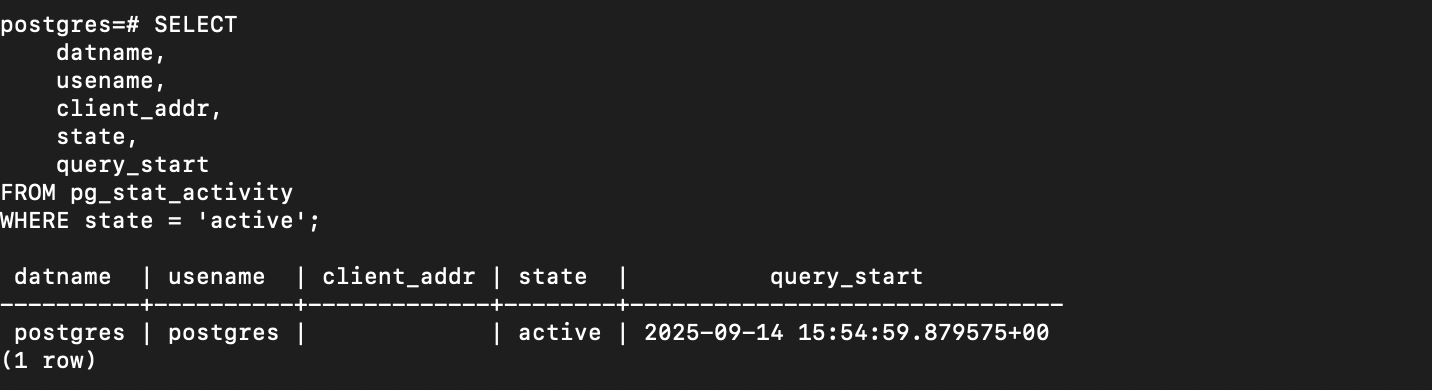 postgres=# SELECT
    datname,
    usename,
    client_addr,
    state,
    query_start
FROM pg_stat_activity
WHERE state = 'active';

 datname  | usename  | client_addr | state  |          query_start
----------+----------+-------------+--------+-------------------------------
 postgres | postgres |             | active | 2025-09-14 15:54:59.879575+00
(1 row)